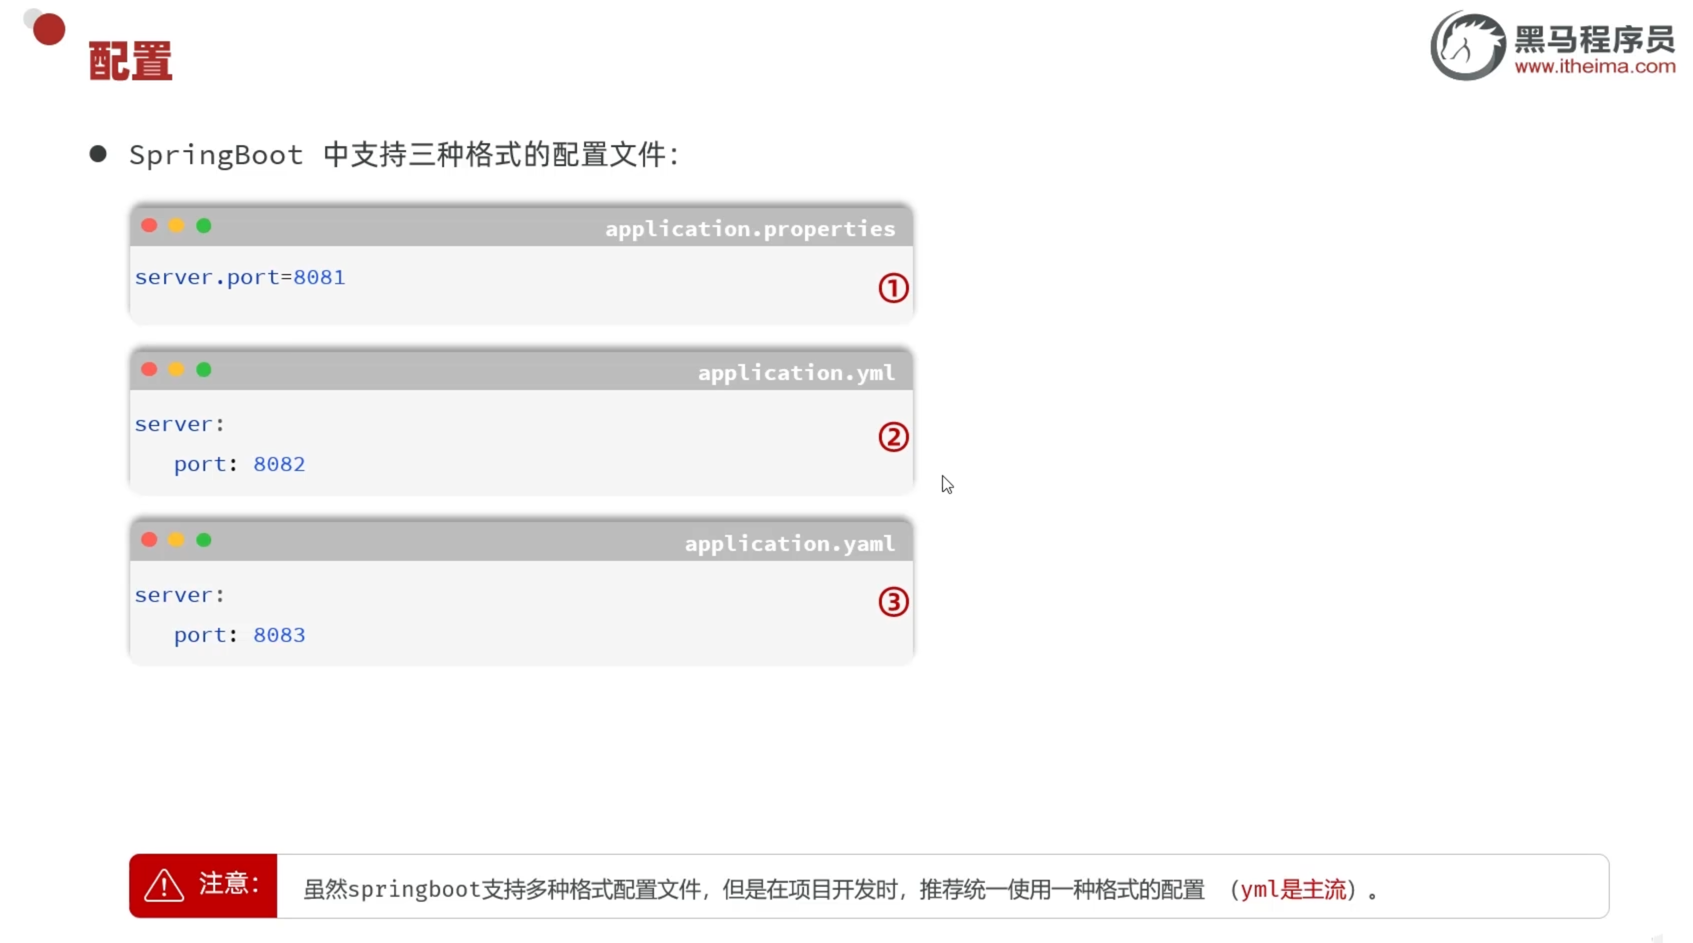 配置
黑马程序员
www.itheima.com
SpringBoot 中支持三种格式的配置文件：
application.properties
server.port=8081
①
application.yml
server:
②
port: 8082
application.yaml
server:
③
port: 8083
注意：
虽然springboot支持多种格式配置文件，但是在项目开发时，推荐统一使用一种格式的配置 （yml是主流）。